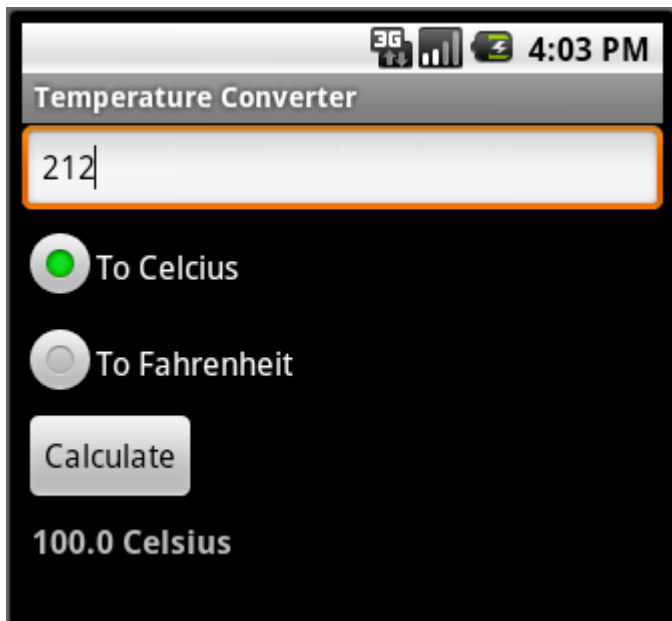 3G 4:03 PM
Temperature Converter
212
To Celcius
To Fahrenheit
Calculate
100.0 Celsius